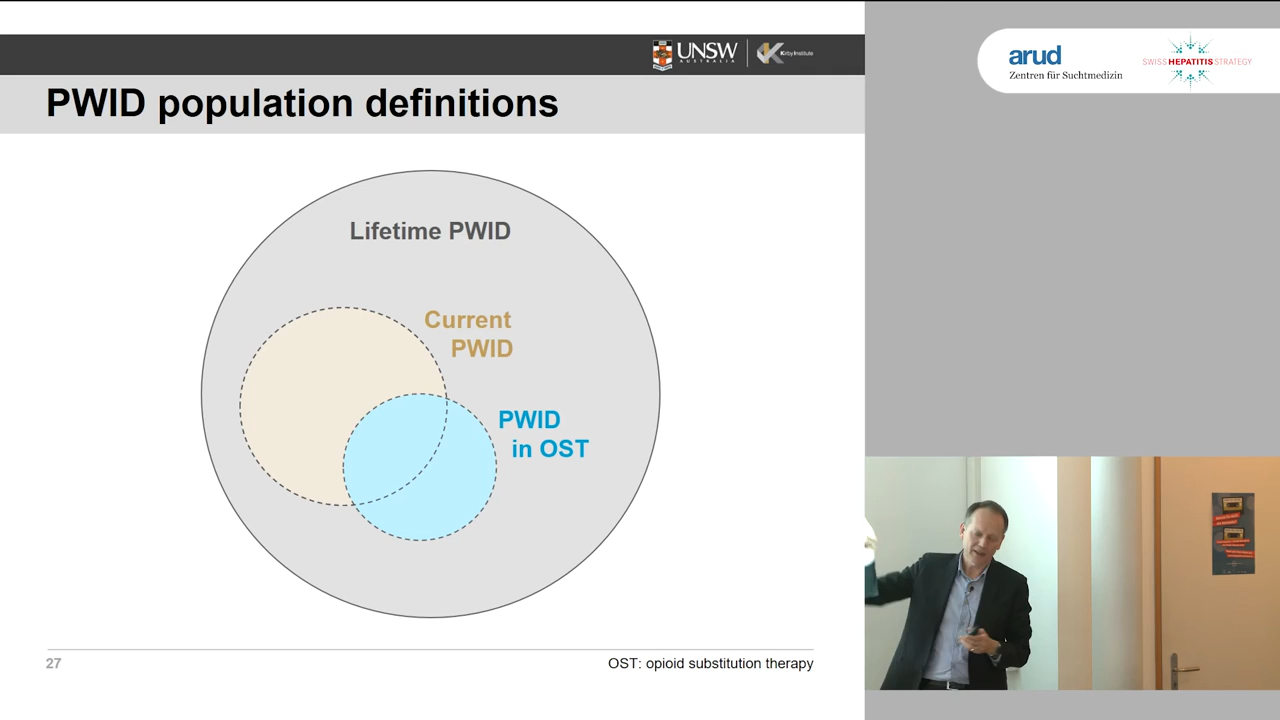 UNSW
AUSTRALIA
Kirby Institute
PWID population definitions
Lifetime PWID
Current
PWID
PWID
in OST
27
OST: opioid substitution therapy
arud
Zentren für Suchtmedizin
SWISS HEPATITIS STRATEGY